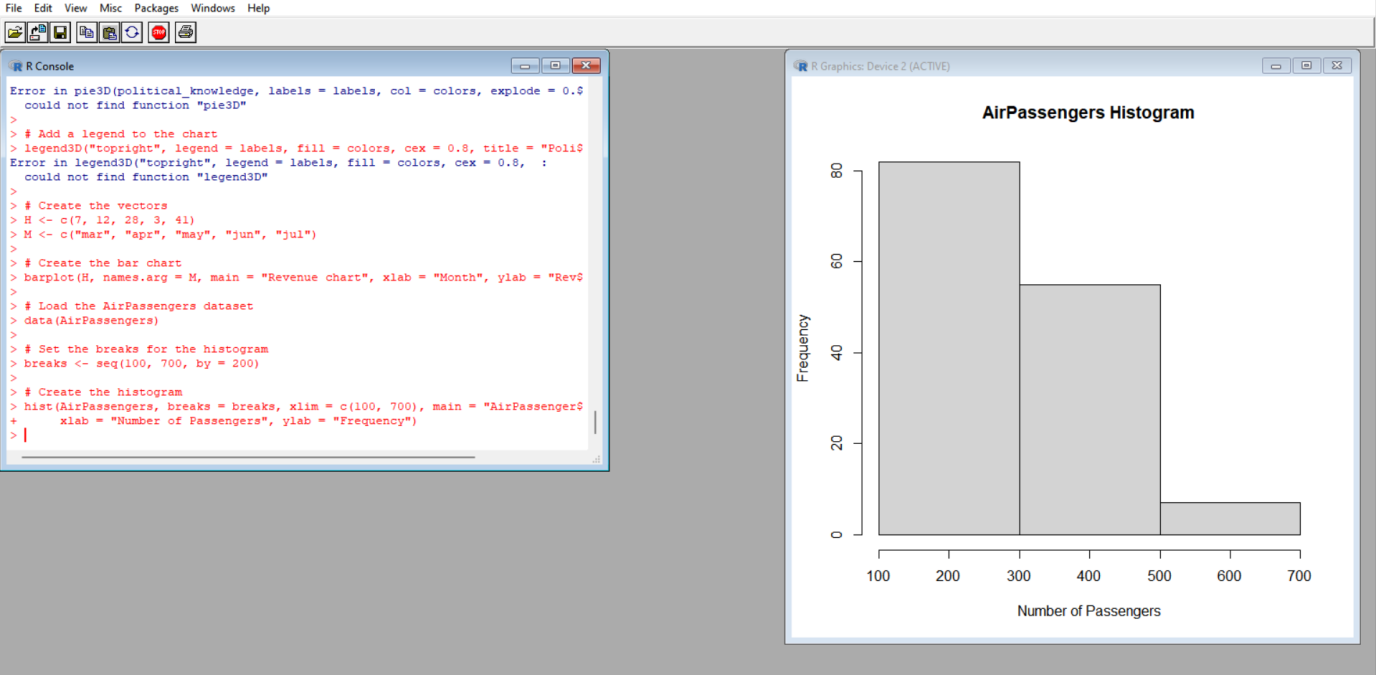 File Edit View Misc Packages Windows Help
STOP
R Console
Error in pie3D(political_knowledge, labels = labels, col = colors, explode = 0.$
could not find function "pie3D"
>
> # Add a legend to the chart
> legend3D("topright", legend = labels, fill = colors, cex = 0.8, title = "Poli$
Error in legend3D("topright", legend = labels, fill = colors, cex = 0.8,  :
could not find function "legend3D"
>
> # Create the vectors
> H <- c(7, 12, 28, 3, 41)
> M <- c("mar", "apr", "may", "jun", "jul")
>
> # Create the bar chart
> barplot(H, names.arg = M, main = "Revenue chart", xlab = "Month", ylab = "Rev$
>
> # Load the AirPassengers dataset
> data(AirPassengers)
>
> # Set the breaks for the histogram
> breaks <- seq(100, 700, by = 200)
>
> # Create the histogram
> hist(AirPassengers, breaks = breaks, xlim = c(100, 700), main = "AirPassenger$
+ xlab = "Number of Passengers", ylab = "Frequency")
>
R Graphics: Device 2 (ACTIVE)
AirPassengers Histogram
Frequency
80
60
40
20
0
100 200 300 400 500 600 700
Number of Passengers